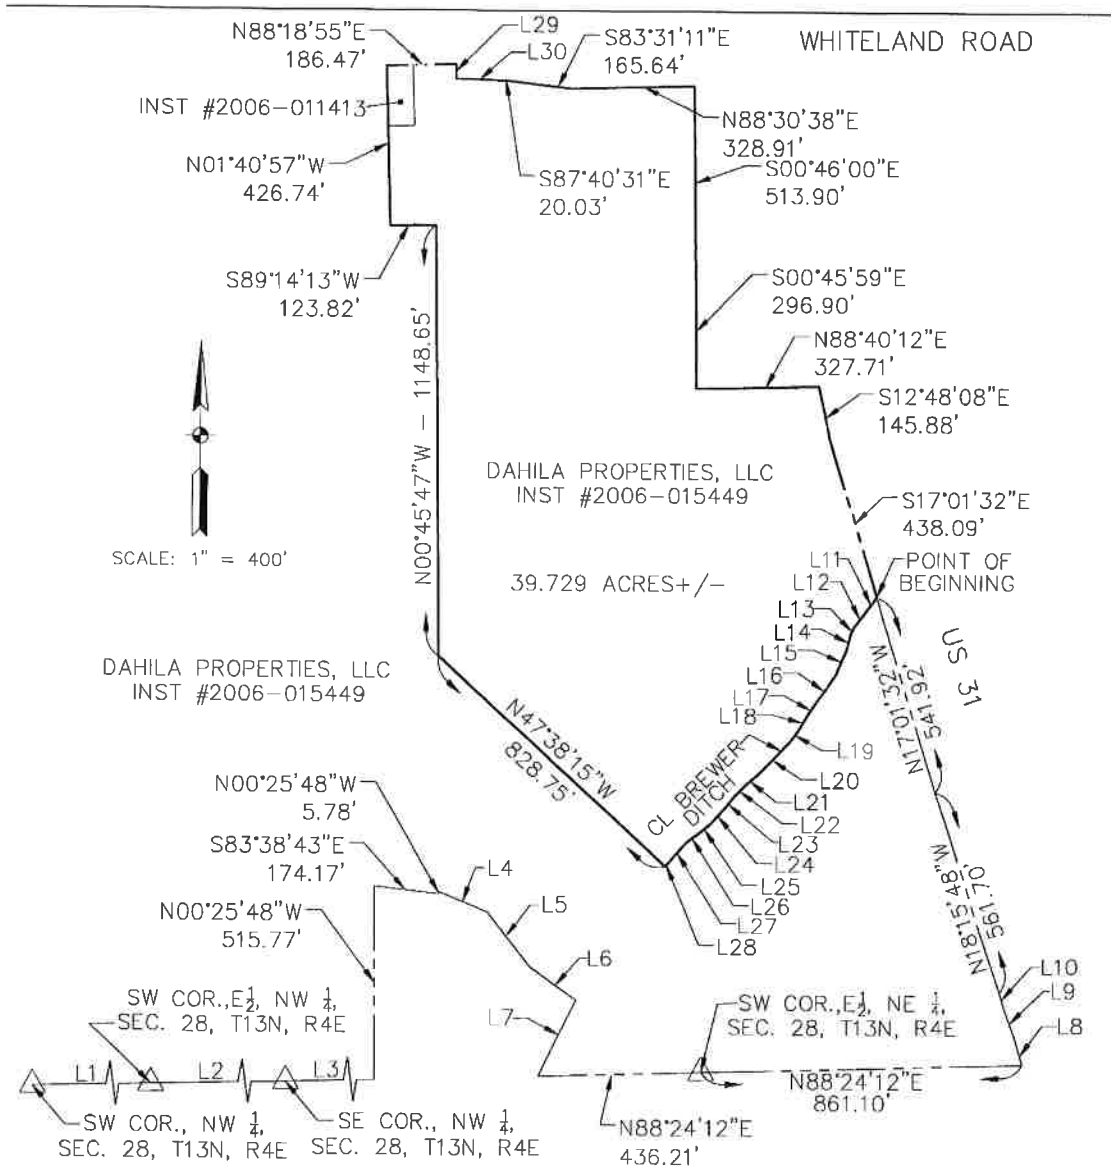 N88°18'55"E
186.47'
L29
L30
S83°31'11"E
165.64'
WHITELAND ROAD
INST #2006-011413
N88°30'38"E
328.91'
N01°40'57"W
426.74'
S87°40'31"E
20.03'
S00°46'00"E
513.90'
S89°14'13"W
123.82'
S00°45'59"E
296.90'
N88°40'12"E
327.71'
S12°48'08"E
145.88'
N00°45'47"W - 1148.65'
DAHILA PROPERTIES, LLC
INST #2006-015449
S17°01'32"E
438.09'
SCALE: 1" = 400'
39.729 ACRES+/-
L11
POINT OF
BEGINNING
L12
L13
L14
L15
L16
L17
L18
US 31
N17°01'32"W
541.92'
DAHILA PROPERTIES, LLC
INST #2006-015449
N47°38'15"W
828.75'
CL BREWER
DITCH
L19
L20
L21
L22
L23
L24
L25
L26
L27
L28
N00°25'48"W
5.78'
S83°38'43"E
174.17'
L4
L5
N00°25'48"W
515.77'
L6
N18°15'48"W
561.70'
L10
L9
L8
SW COR.,E½, NW ¼,
SEC. 28, T13N, R4E
L7
SW COR.,E½, NE ¼,
SEC. 28, T13N, R4E
L1
L2
L3
N88°24'12"E
861.10'
SW COR., NW ¼,
SEC. 28, T13N, R4E
SE COR., NW ¼,
SEC. 28, T13N, R4E
N88°24'12"E
436.21'